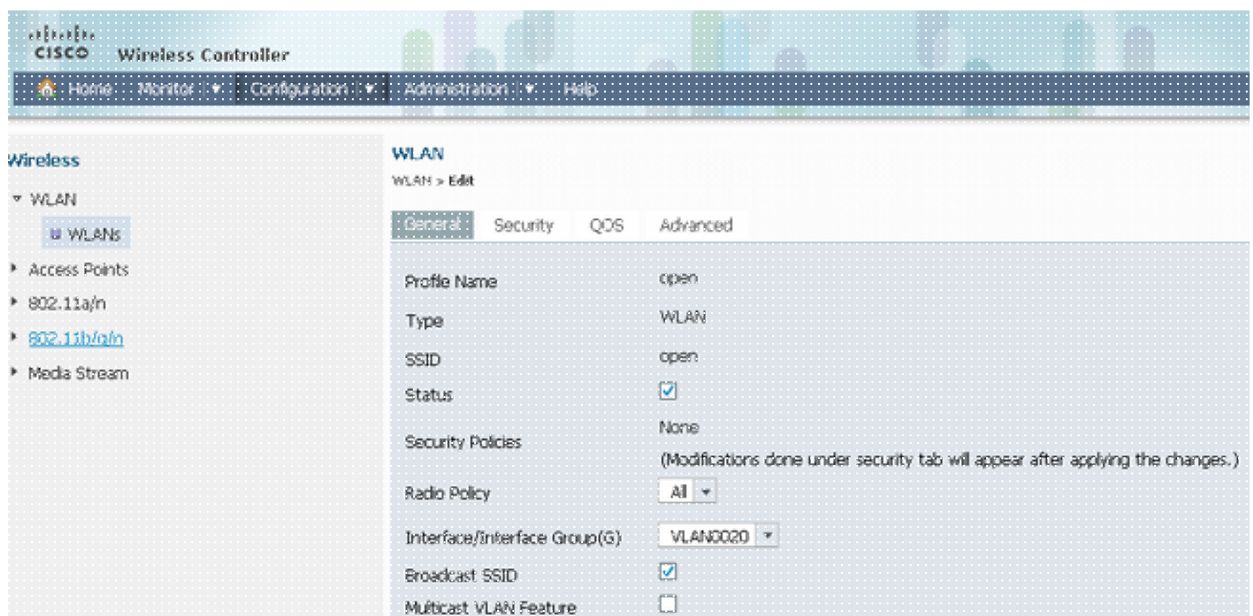 CISCO Wireless Controller
Home Monitor Configuration Administration Help
Wireless
WLAN
WLANs
Access Points
802.11a/n
802.11b/g/n
Media Stream
WLAN
WLAN > Edit
General Security QOS Advanced
Profile Name open
Type WLAN
SSID open
Status
Security Policies None
(Modifications done under security tab will appear after applying the changes.)
Radio Policy All
Interface/Interface Group(G) VLAN0020
Broadcast SSID
Multicast VLAN Feature